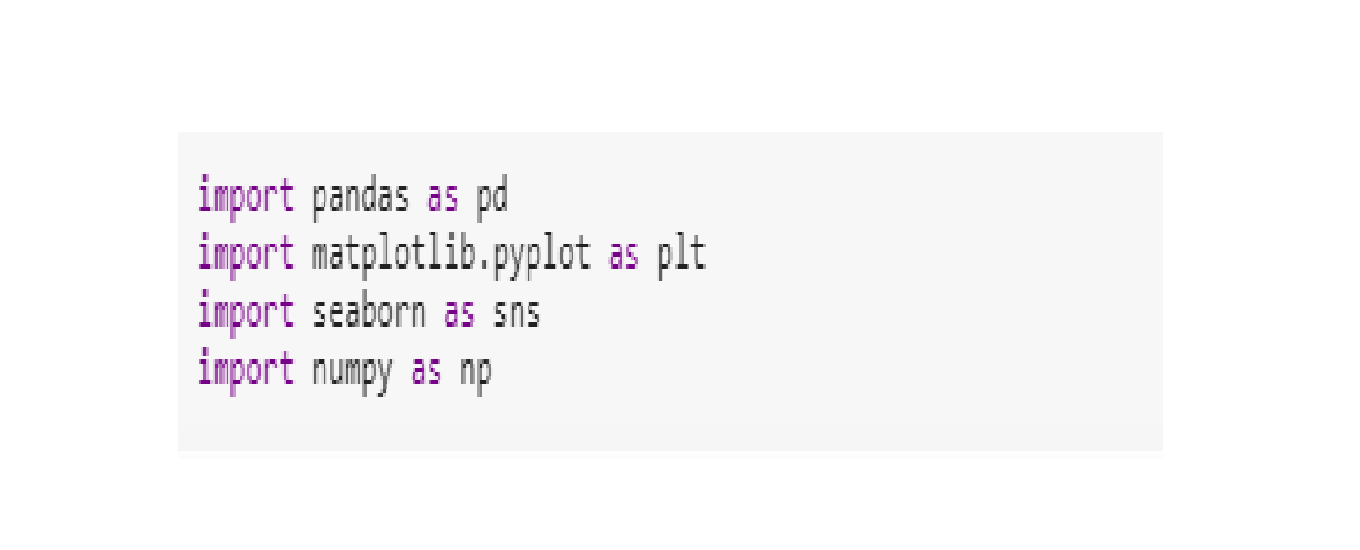 import pandas as pd
import matplotlib.pyplot as plt
import seaborn as sns
import numpy as np